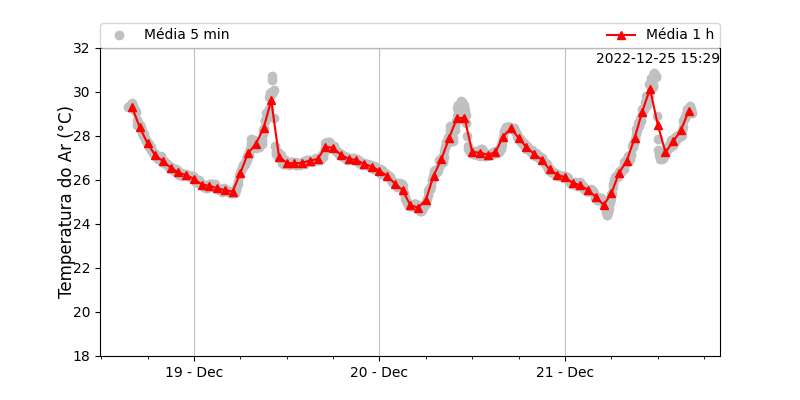 Média 5 min
Média 1 h
2022-12-25 15:29
Temperatura do Ar (°C)
32
30
28
26
24
22
20
18
19 - Dec
20 - Dec
21 - Dec